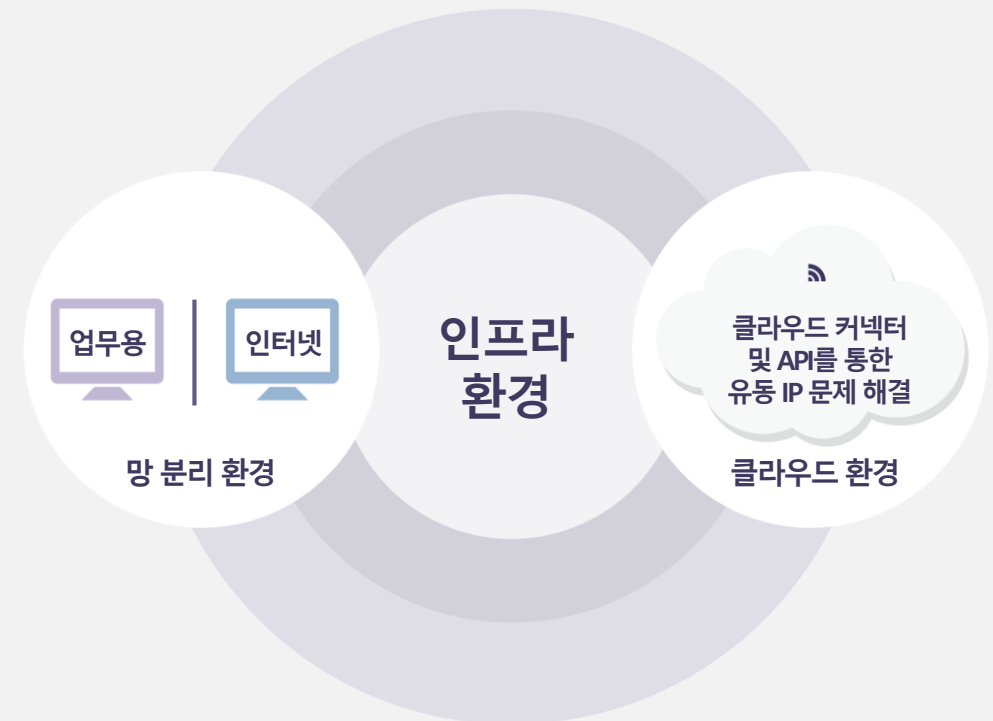 업무용
인터넷
망 분리 환경
인프라
환경
클라우드 커넥터
및 API를 통한
유동 IP 문제 해결
클라우드 환경